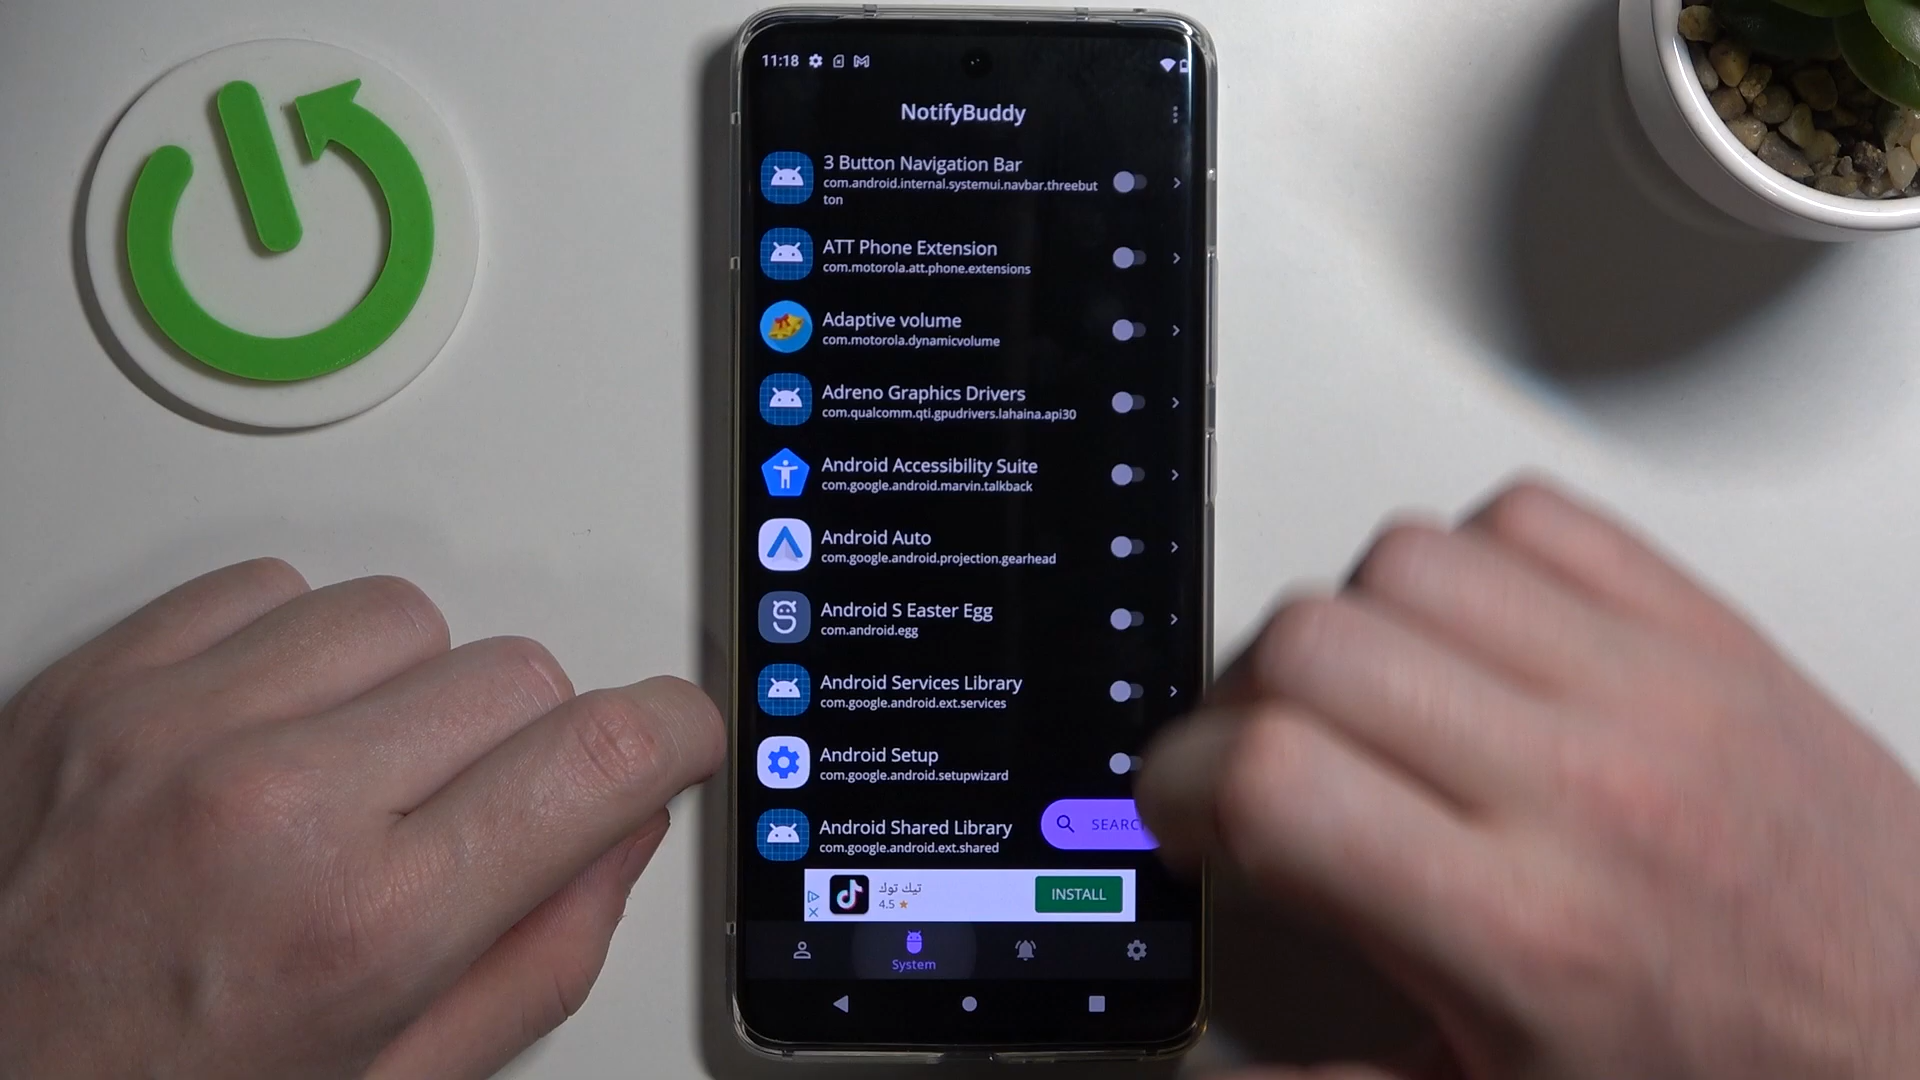 11:18
NotifyBuddy
3 Button Navigation Bar
com.android.internal.systemui.navbar.threebut
ton
ATT Phone Extension
com.motorola.att.phone.extensions
Adaptive volume
com.motorola.dynamicvolume
Adreno Graphics Drivers
com.qualcomm.qti.gpudrivers.lahaina.api30
Android Accessibility Suite
com.google.android.marvin.talkback
Android Auto
com.google.android.projection.gearhead
Android S Easter Egg
com.android.egg
Android Services Library
com.google.android.ext.services
Android Setup
com.google.android.setupwizard
Android Shared Library
com.google.android.ext.shared
SEARC
تيك توك
4.5 ★
INSTALL
System